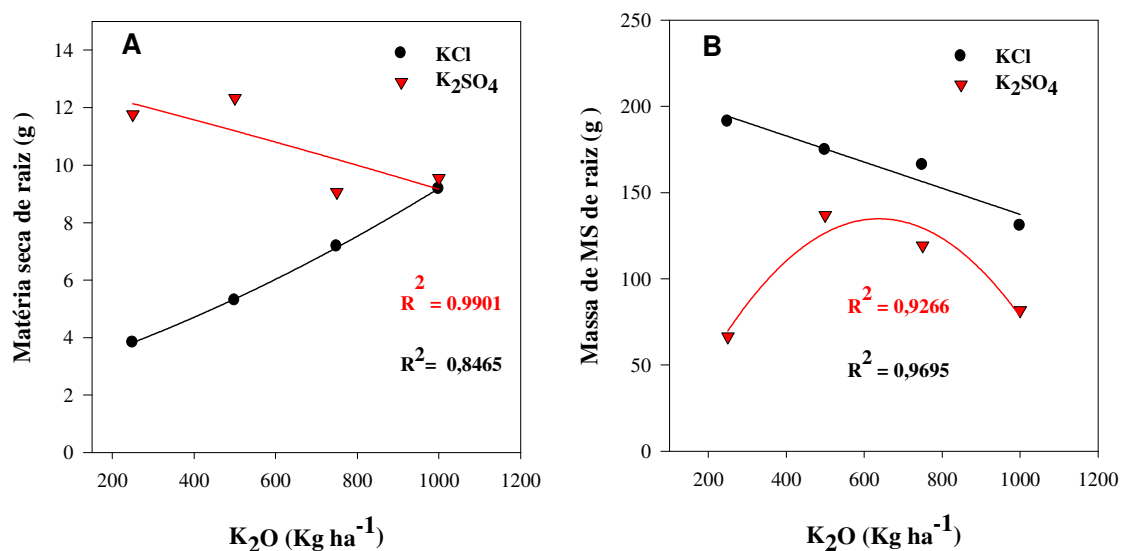 A
KCl
K2SO4
14
12
10
8
6
4
2
0
Matéria seca de raiz (g )
R2 = 0.9901
R2= 0,8465
200
400
600
800
1000
1200
K2O (Kg ha-1)
B
KCl
K2SO4
250
200
150
100
50
0
Massa de MS de raiz (g )
R2 = 0,9266
R2 = 0,9695
200
400
600
800
1000
1200
K2O (Kg ha-1)